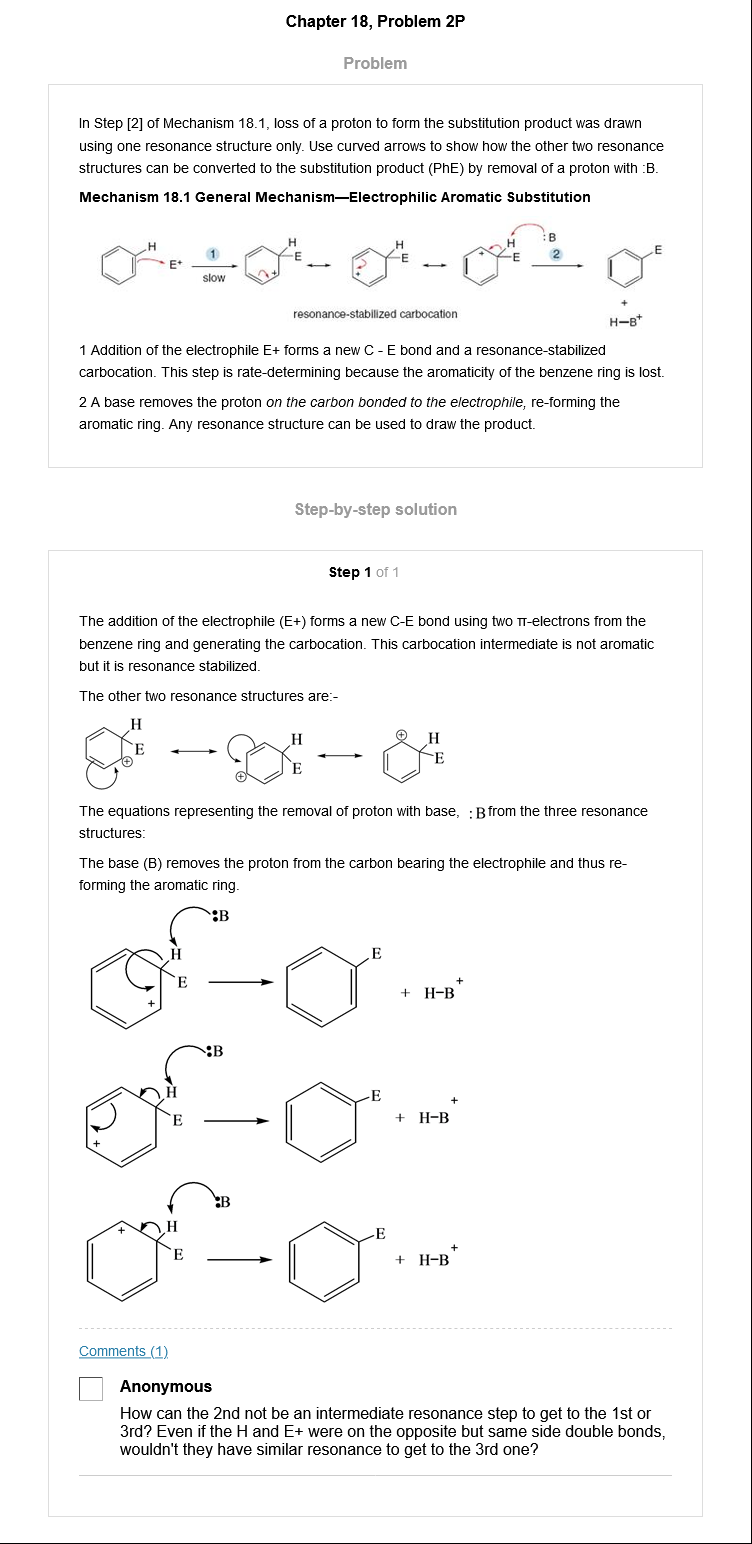 Chapter 18, Problem 2P
Problem
In Step [2] of Mechanism 18.1, loss of a proton to form the substitution product was drawn
using one resonance structure only. Use curved arrows to show how the other two resonance
structures can be converted to the substitution product (PhE) by removal of a proton with :B.
Mechanism 18.1 General Mechanism—Electrophilic Aromatic Substitution
H
E+
1
slow
H
E
+
H
E
+
H
E
+
:B
2
E
+
H—B+
resonance-stabilized carbocation
1 Addition of the electrophile E+ forms a new C - E bond and a resonance-stabilized
carbocation. This step is rate-determining because the aromaticity of the benzene ring is lost.
2 A base removes the proton on the carbon bonded to the electrophile, re-forming the
aromatic ring. Any resonance structure can be used to draw the product.
Step-by-step solution
Step 1 of 1
The addition of the electrophile (E+) forms a new C-E bond using two π-electrons from the
benzene ring and generating the carbocation. This carbocation intermediate is not aromatic
but it is resonance stabilized.
The other two resonance structures are:-
H
E
+
H
E
+
+
H
E
The equations representing the removal of proton with base, :B from the three resonance
structures:
The base (B) removes the proton from the carbon bearing the electrophile and thus re-
forming the aromatic ring.
:B
H
E
+
E
+ H-B+
:B
H
E
+
E
+ H-B+
:B
+
H
E
E
+ H-B+
Comments (1)
Anonymous
How can the 2nd not be an intermediate resonance step to get to the 1st or
3rd? Even if the H and E+ were on the opposite but same side double bonds,
wouldn't they have similar resonance to get to the 3rd one?